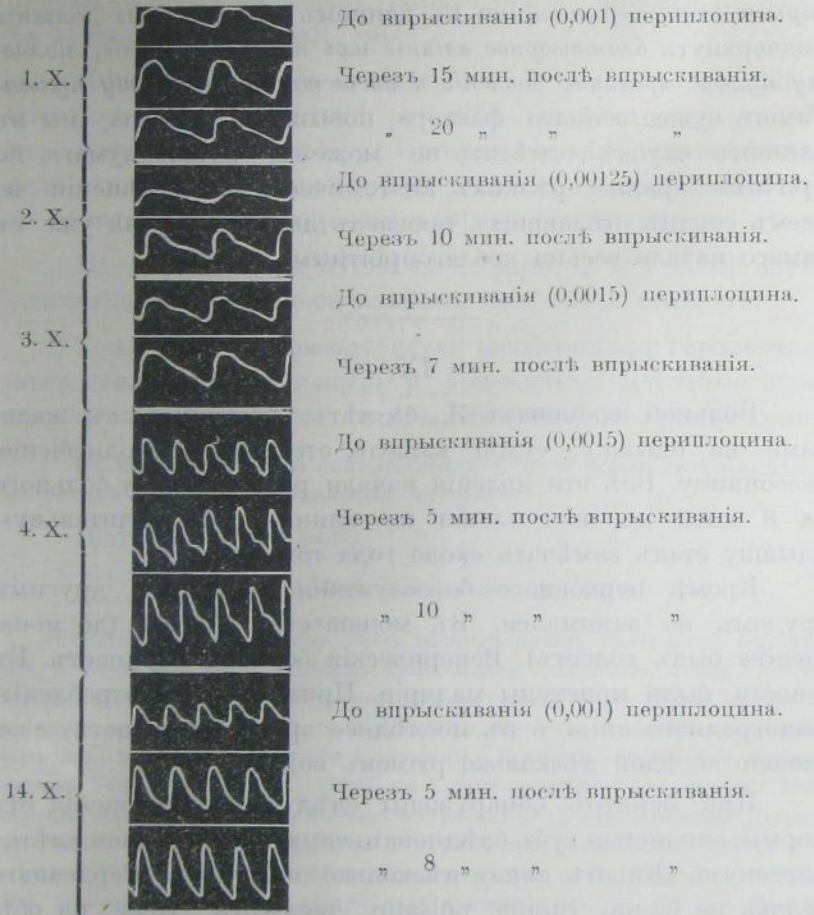 До впрыскиванія (0,001) периплоцина.
1. X.
Черезъ 15 мин. послѣ впрыскиванія.
„ 20 „ „ „
До впрыскиванія (0,00125) периплоцина.
2. X.
Черезъ 10 мин. послѣ впрыскиванія.
До впрыскиванія (0,0015) периплоцина.
3. X.
Черезъ 7 мин. послѣ впрыскиванія.
До впрыскиванія (0,0015) периплоцина.
4. X.
Черезъ 5 мин. послѣ впрыскиванія.
„ 10 „ „ „
До впрыскиванія (0,001) периплоцина.
14. X.
Черезъ 5 мин. послѣ впрыскиванія.
„ 8 „ „ „